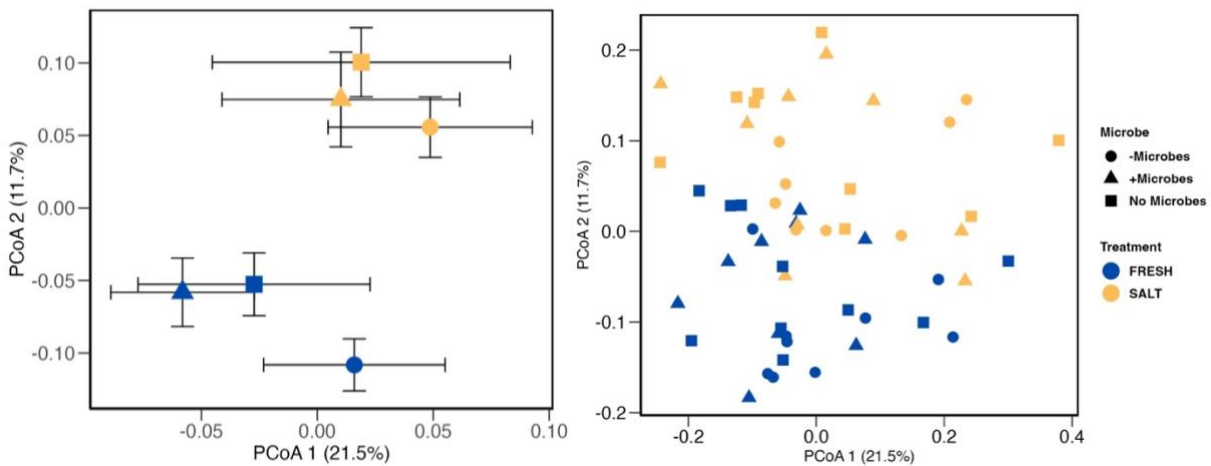 0.10
0.05
0.00
-0.05
-0.10
PCoA 2 (11.7%)
-0.05 0.00 0.05 0.10
PCoA 1 (21.5%)
0.2
0.1
0.0
-0.1
-0.2
PCoA 2 (11.7%)
-0.2 0.0 0.2 0.4
PCoA 1 (21.5%)
Microbe
-Microbes
+Microbes
No Microbes
Treatment
FRESH
SALT